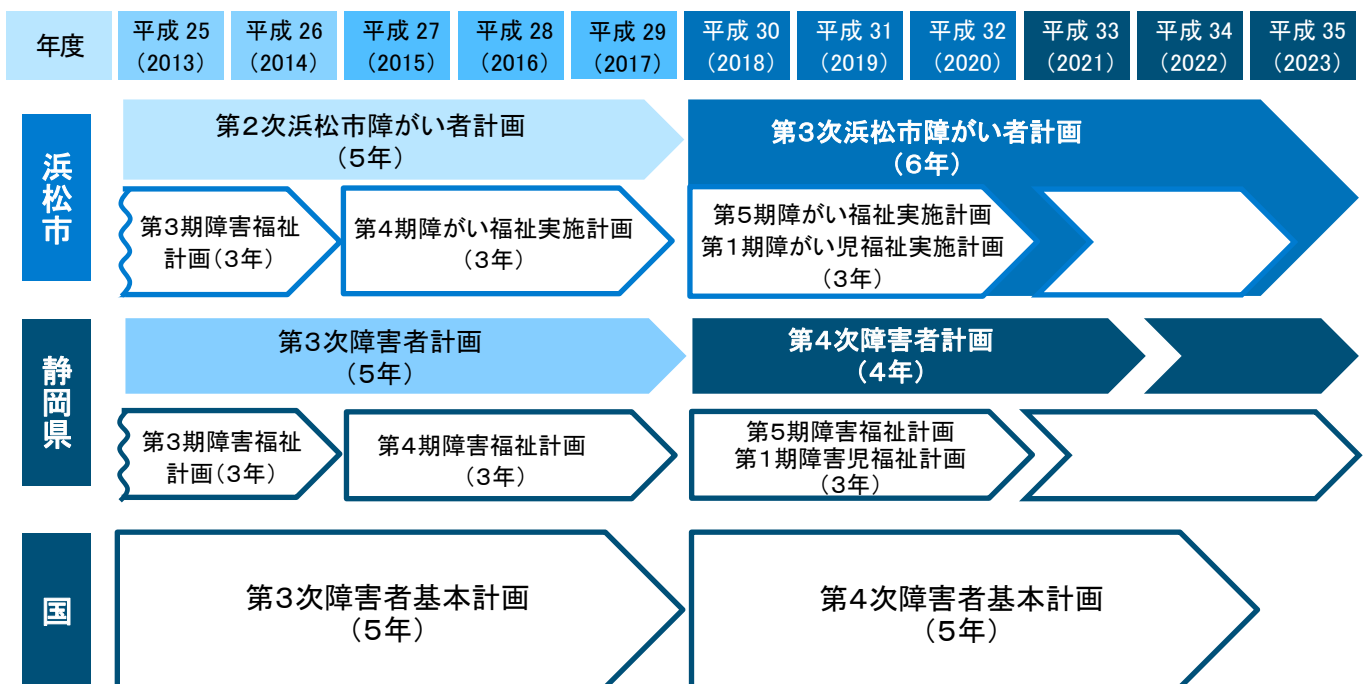 年度
平成 25
（2013）
平成 26
（2014）
平成 27
（2015）
平成 28
（2016）
平成 29
（2017）
平成 30
（2018）
平成 31
（2019）
平成 32
（2020）
平成 33
（2021）
平成 34
（2022）
平成 35
（2023）
浜松市
第２次浜松市障がい者計画
（５年）
第３次浜松市障がい者計画
（６年）
第３期障害福祉
計画（３年）
第４期障がい福祉実施計画
（３年）
第５期障がい福祉実施計画
第１期障がい児福祉実施計画
（３年）
静岡県
第３次障害者計画
（５年）
第４次障害者計画
（４年）
第３期障害福祉
計画（３年）
第４期障害福祉計画
（３年）
第５期障害福祉計画
第１期障害児福祉計画
（３年）
国
第３次障害者基本計画
（５年）
第４次障害者基本計画
（５年）